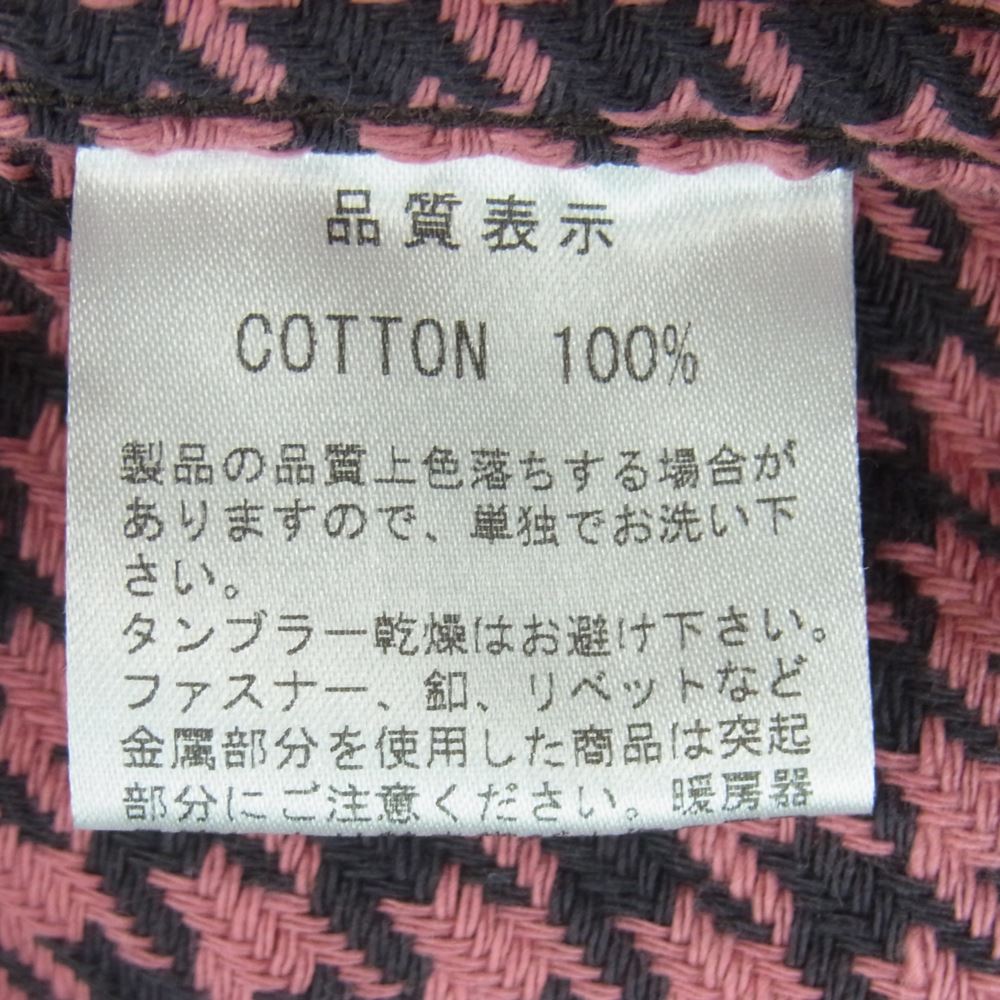 品質表示
COTTON 100%
製品の品質上色落ちする場合が
ありますので、単独でお洗い下
さい。
タンブラー乾燥はお避け下さい。
ファスナー、釦、リベットなど
金属部分を使用した商品は突起
部分にご注意ください。暖房器